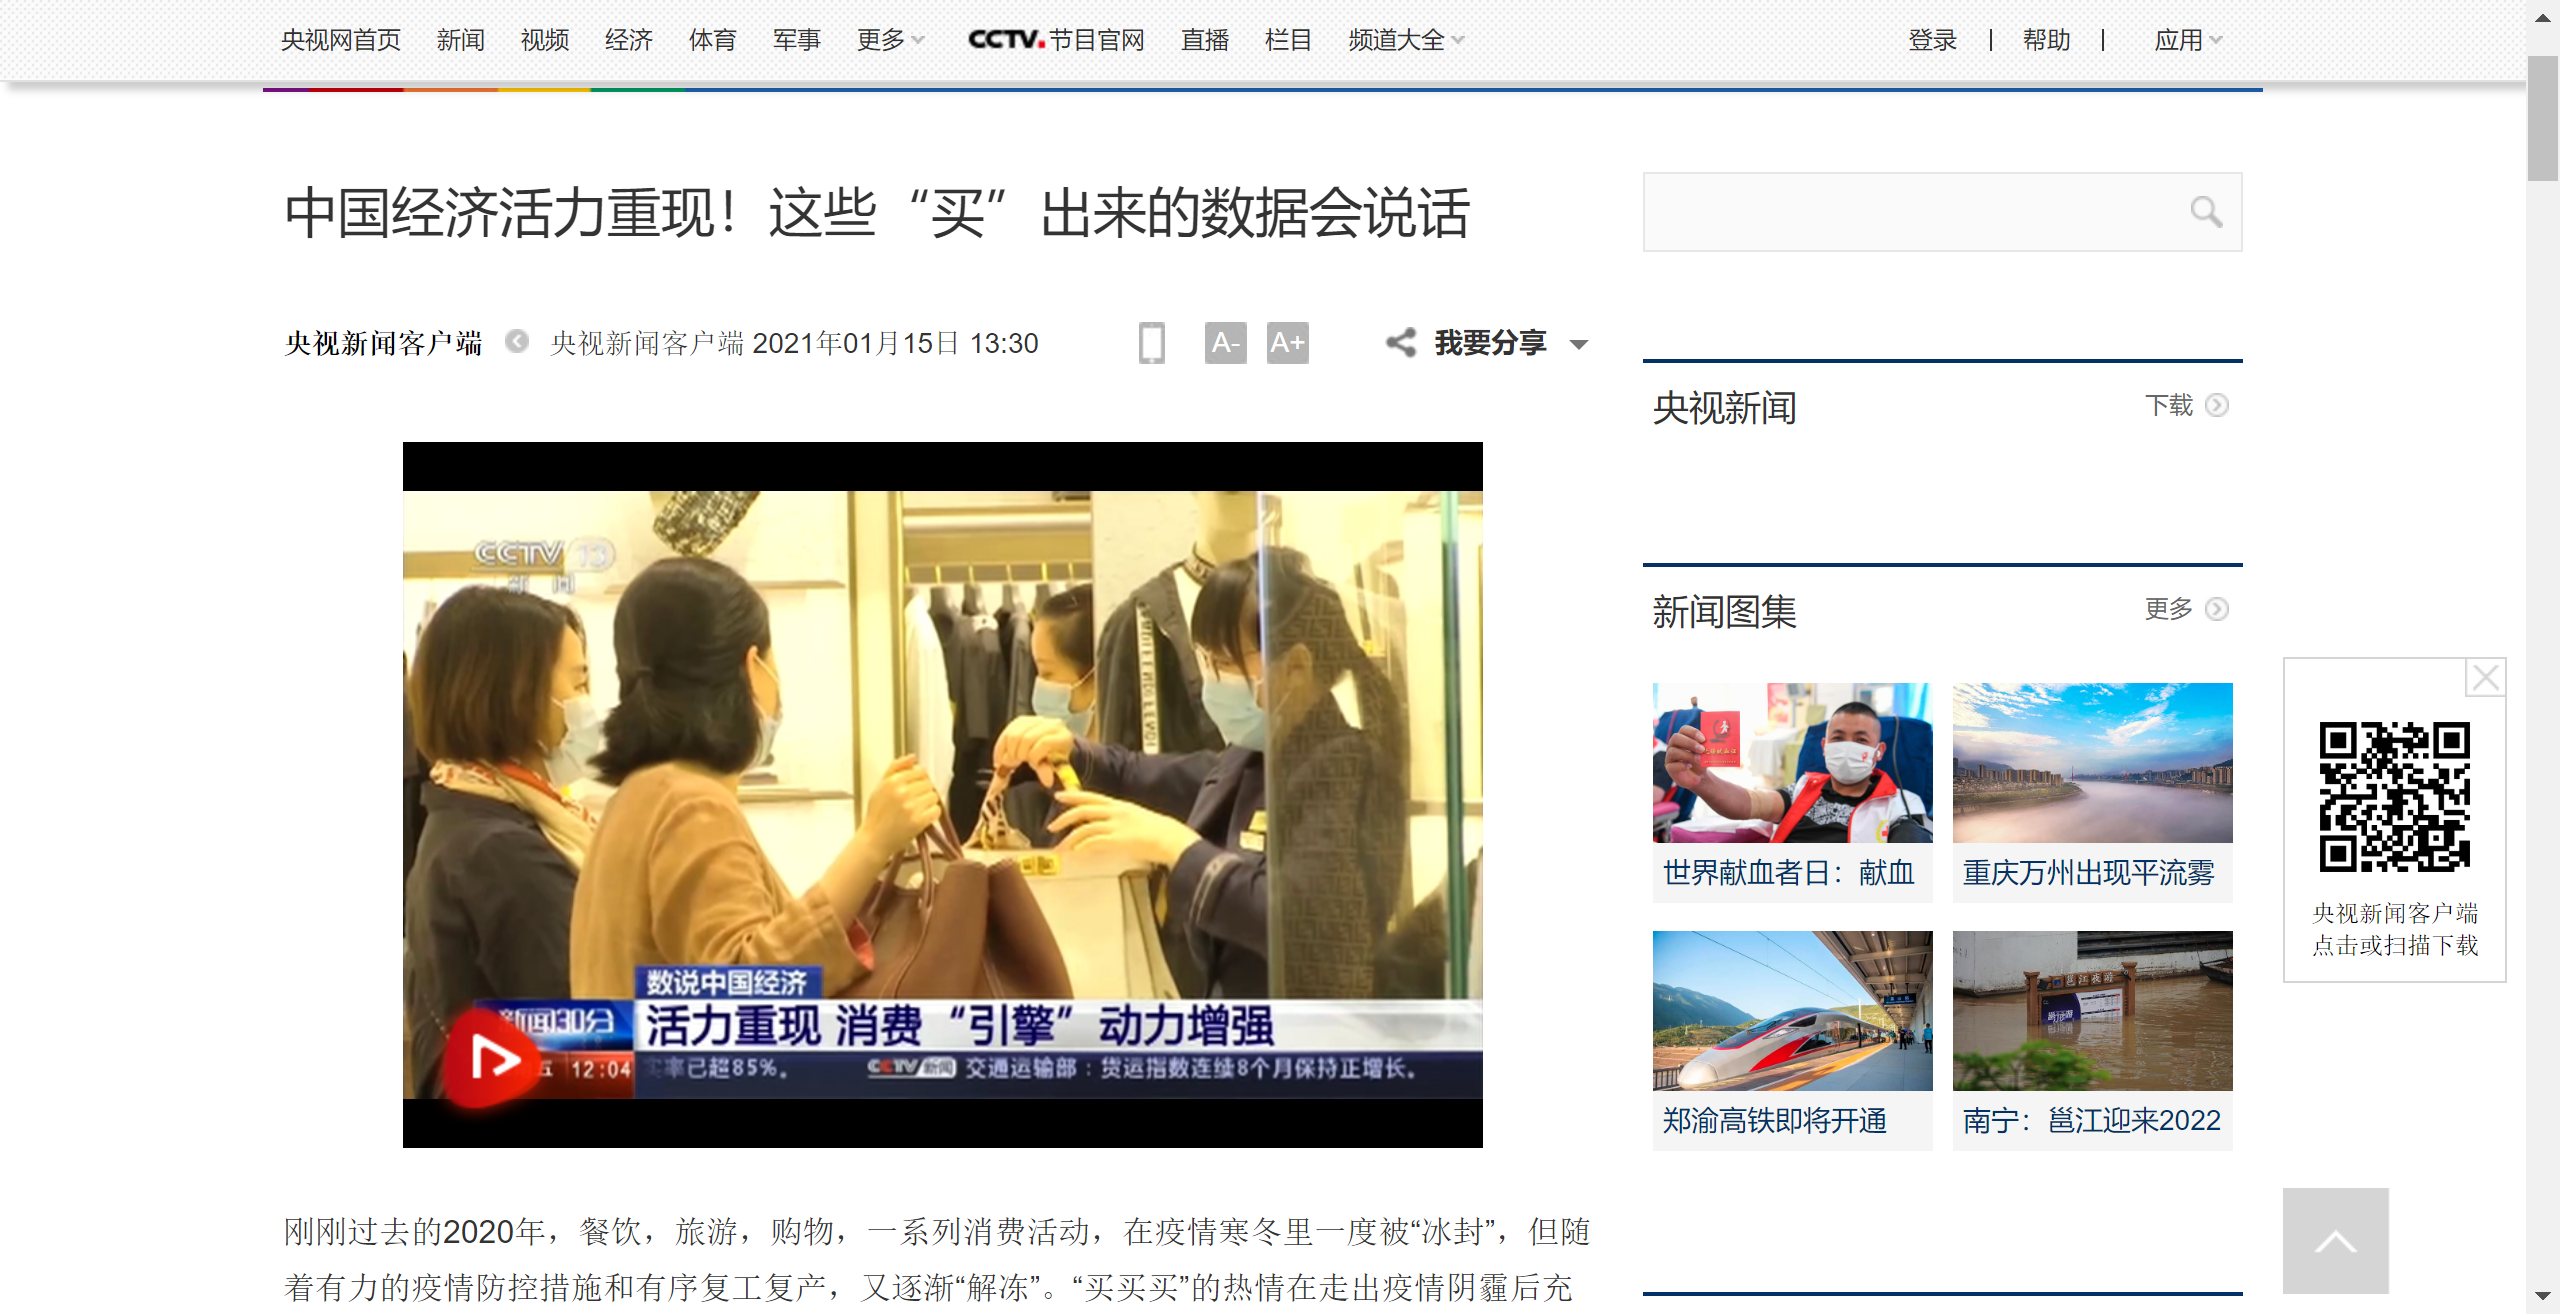 央视网首页 新闻 视频 经济 体育 军事 更多 CCTV.节目官网 直播 栏目 频道大全 登录 | 帮助 | 应用
中国经济活力重现！这些“买”出来的数据会说话
央视新闻客户端 央视新闻客户端 2021年01月15日 13:30 A- A+ 我要分享
CCTV 13
新闻
数说中国经济
新闻30分 活力重现 消费“引擎”动力增强
五 12:04 实率已超85%。 CCTV新闻 交通运输部：货运指数连续8个月保持正增长。
刚刚过去的2020年，餐饮，旅游，购物，一系列消费活动，在疫情寒冬里一度被“冰封”，但随
着有力的疫情防控措施和有序复工复产，又逐渐“解冻”。“买买买”的热情在走出疫情阴霾后充
央视新闻 下载
新闻图集 更多
世界献血者日：献血
重庆万州出现平流雾
邕江夜游
郑渝高铁即将开通
南宁：邕江迎来2022
央视新闻客户端
点击或扫描下载